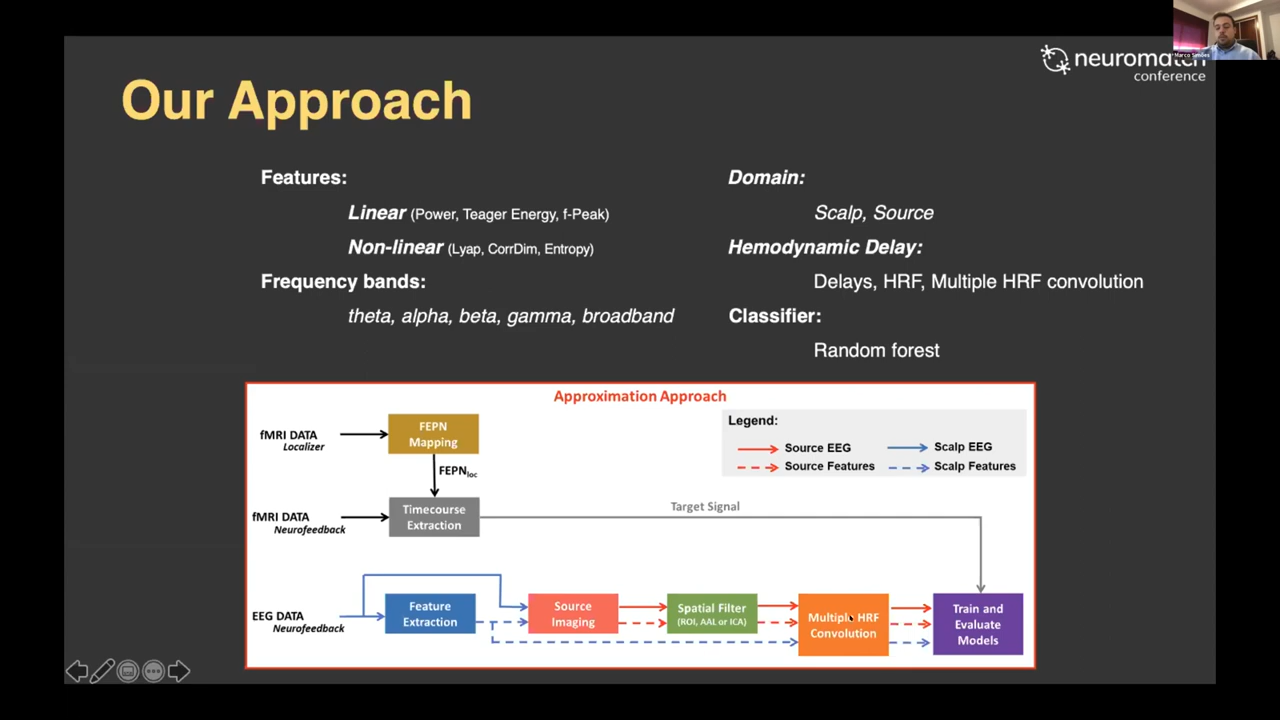 Marco Simões
neuromatch
conference
Our Approach
Features:
Linear (Power, Teager Energy, f-Peak)
Non-linear (Lyap, CorrDim, Entropy)
Frequency bands:
theta, alpha, beta, gamma, broadband
Domain:
Scalp, Source
Hemodynamic Delay:
Delays, HRF, Multiple HRF convolution
Classifier:
Random forest
Approximation Approach
Legend:
Source EEG
Scalp EEG
Source Features
Scalp Features
fMRI DATA
Localizer
FEPN
Mapping
FEPNloc
fMRI DATA
Neurofeedback
Timecourse
Extraction
Target Signal
EEG DATA
Neurofeedback
Feature
Extraction
Source
Imaging
Spatial Filter
(ROI, AAL or ICA)
Multiple HRF
Convolution
Train and
Evaluate
Models